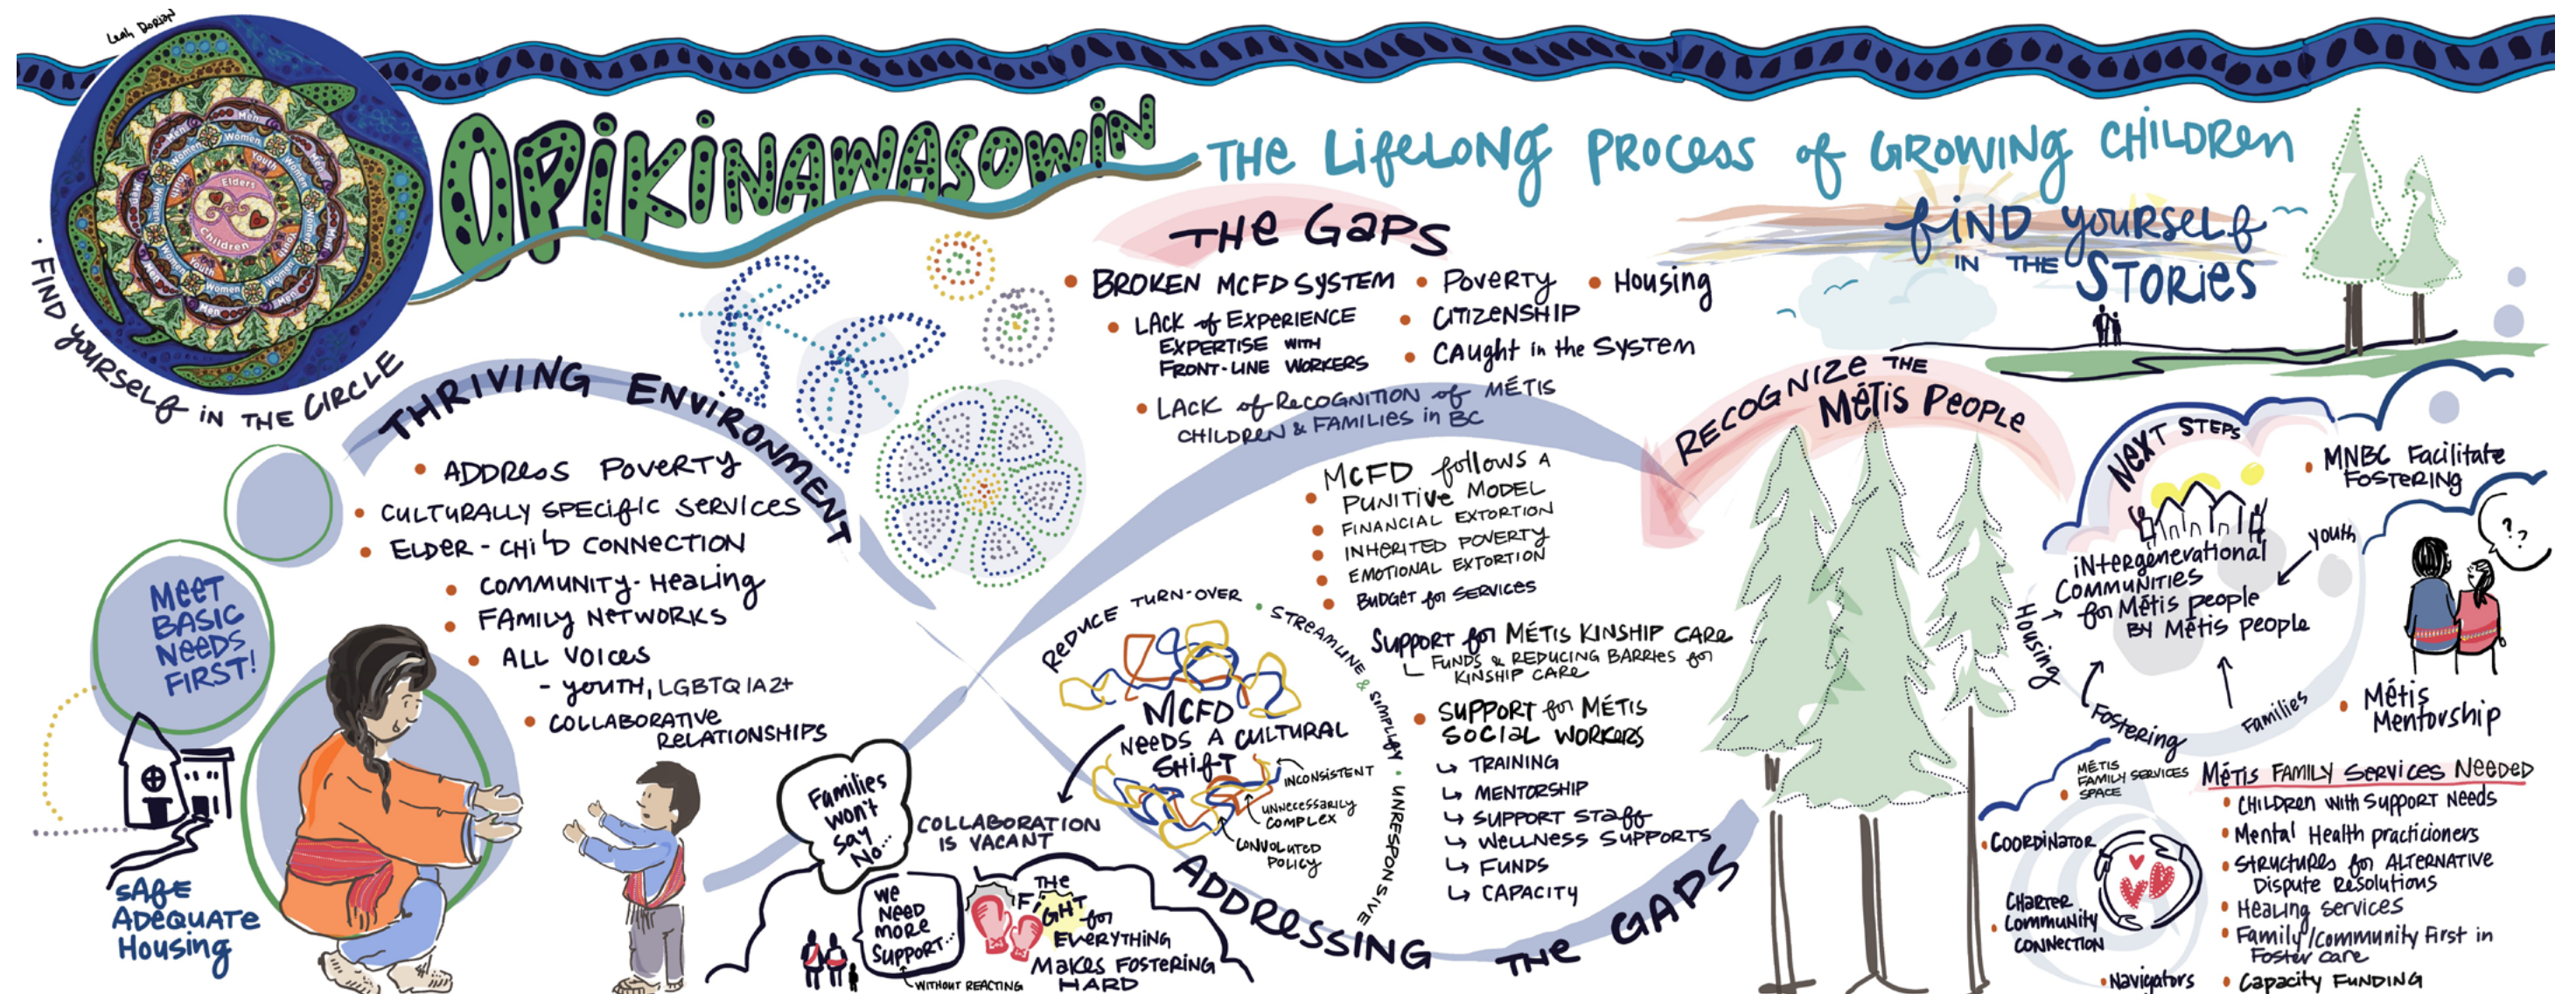 Leah Dorion
OPIKINAWASOWIN
THE LIFELONG PROCESS of GROWING CHILDREN
Men
Women
Youth
Elders
Children
• FIND YOURSELF IN THE CIRCLE
FIND YOURSELF
IN THE STORIES
THRIVING ENVIRONMENT
• ADDRESS POVERTY
• CULTURALLY SPECIFIC SERVICES
• ELDER - CHILD CONNECTION
• COMMUNITY - HEALING
• FAMILY NETWORKS
• ALL VOICES
- YOUTH, LGBTQIA2+
• COLLABORATIVE
RELATIONSHIPS
MEET
BASIC
NEEDS
FIRST!
SAFE
ADEQUATE
HOUSING
THE GAPS
• BROKEN MCFD SYSTEM
• LACK of EXPERIENCE
EXPERTISE WITH
FRONT-LINE WORKERS
• POVERTY
• HOUSING
• CITIZENSHIP
• CAUGHT in the SYSTEM
• LACK of RECOGNITION of MÉTIS
CHILDREN & FAMILIES in BC
MCFD follows A
• PUNITIVE MODEL
• FINANCIAL EXTORTION
• INHERITED POVERTY
• EMOTIONAL EXTORTION
• BUDGET for SERVICES
SUPPORT for MÉTIS KINSHIP CARE
FUNDS & REDUCING BARRIES for
KINSHIP CARE
• SUPPORT for MÉTIS
SOCIAL WORKERS
↳ TRAINING
↳ MENTORSHIP
↳ SUPPORT STAFF
↳ WELLNESS SUPPORTS
↳ FUNDS
↳ CAPACITY
REDUCE TURN-OVER • STREAMLINE & SIMPLIFY • UNRESPONSIVE
MCFD
NEEDS A CULTURAL
SHIFT
INCONSISTENT
UNNECESSARILY
COMPLEX
CONVOLUTED
POLICY
COLLABORATION
IS VACANT
Families
won't
say
No...
WE
NEED
MORE
SUPPORT...
WITHOUT REACTING
THE
FIGHT for
EVERYTHING
MAKES FOSTERING
HARD
ADDRESSING THE GAPS
RECOGNIZE THE
MÉTIS PEOPLE
NEXT STEPS
INTERGENERATIONAL
COMMUNITIES
for Métis people
BY Métis people
Youth
Housing
Fostering
Families
• MNBC Facilitate
FOSTERING
? ?
• Métis
Mentorship
MÉTIS
FAMILY SERVICES
• SPACE
• COORDINATOR
CHARTER
• COMMUNITY
CONNECTION
• Navigators
MÉTIS FAMILY SERVICES NEEDED
• CHILDREN with Support Needs
• Mental Health practicioners
• STRUCTURES for ALTERNATIVE
Dispute Resolutions
• Healing services
• Family/Community First in
Foster care
• Capacity FUNDING